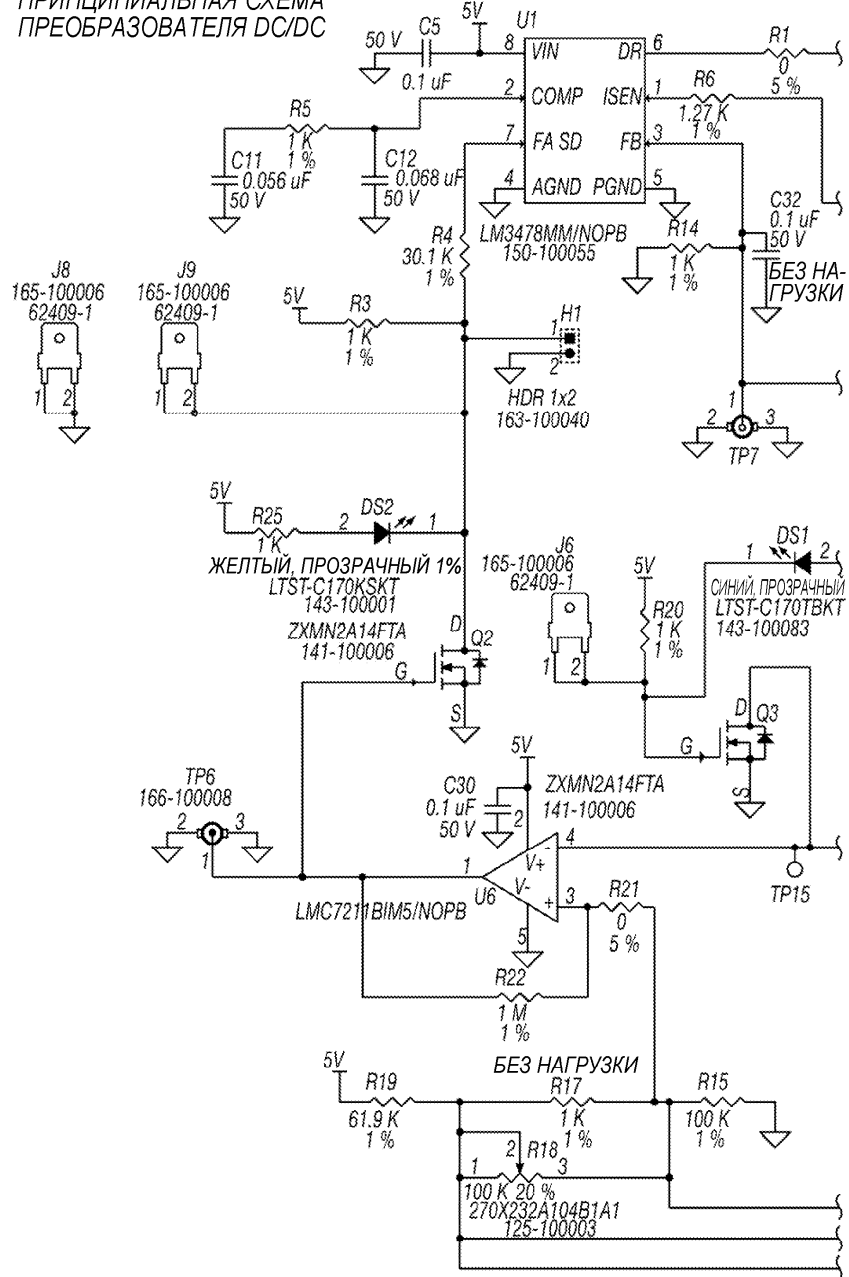 ПРИНЦИПИАЛЬНАЯ СХЕМА
ПРЕОБРАЗОВАТЕЛЯ DC/DC
50 V
C5
0.1 uF
5V
U1
8
VIN
DR
6
R1
0
5 %
2
COMP
ISEN
1
R6
1.27 K
1 %
7
FA SD
FB
3
4
AGND
PGND
5
LM3478MM/NOPB
150-100055
R5
1 K
1 %
C11
0.056 uF
50 V
C12
0.068 uF
50 V
R4
30.1 K
1 %
R14
1 K
1 %
C32
0.1 uF
50 V
БЕЗ НА-
ГРУЗКИ
J8
165-100006
62409-1
1 2
J9
165-100006
62409-1
1 2
5V
R3
1 K
1 %
H1
1
2
HDR 1x2
163-100040
1
2
3
TP7
5V
R25
1 K
2
DS2
1
ЖЕЛТЫЙ, ПРОЗРАЧНЫЙ 1%
LTST-C170KSKT
143-100001
ZXMN2A14FTA
141-100006
D
Q2
G
S
J6
165-100006
62409-1
1 2
5V
R20
1 K
1 %
1
DS1
2
СИНИЙ, ПРОЗРАЧНЫЙ
LTST-C170TBKT
143-100083
D
Q3
G
S
ZXMN2A14FTA
141-100006
TP6
166-100008
2
3
1
5V
C30
0.1 uF
50 V
2
1
V+
V-
-
+
4
3
5
U6
LMC7211BIM5/NOPB
R21
0
5 %
TP15
R22
1 M
1 %
БЕЗ НАГРУЗКИ
5V
R19
61.9 K
1 %
R17
1 K
1 %
R15
100 K
1 %
2
R18
1
3
100 K 20 %
270X232A104B1A1
125-100003